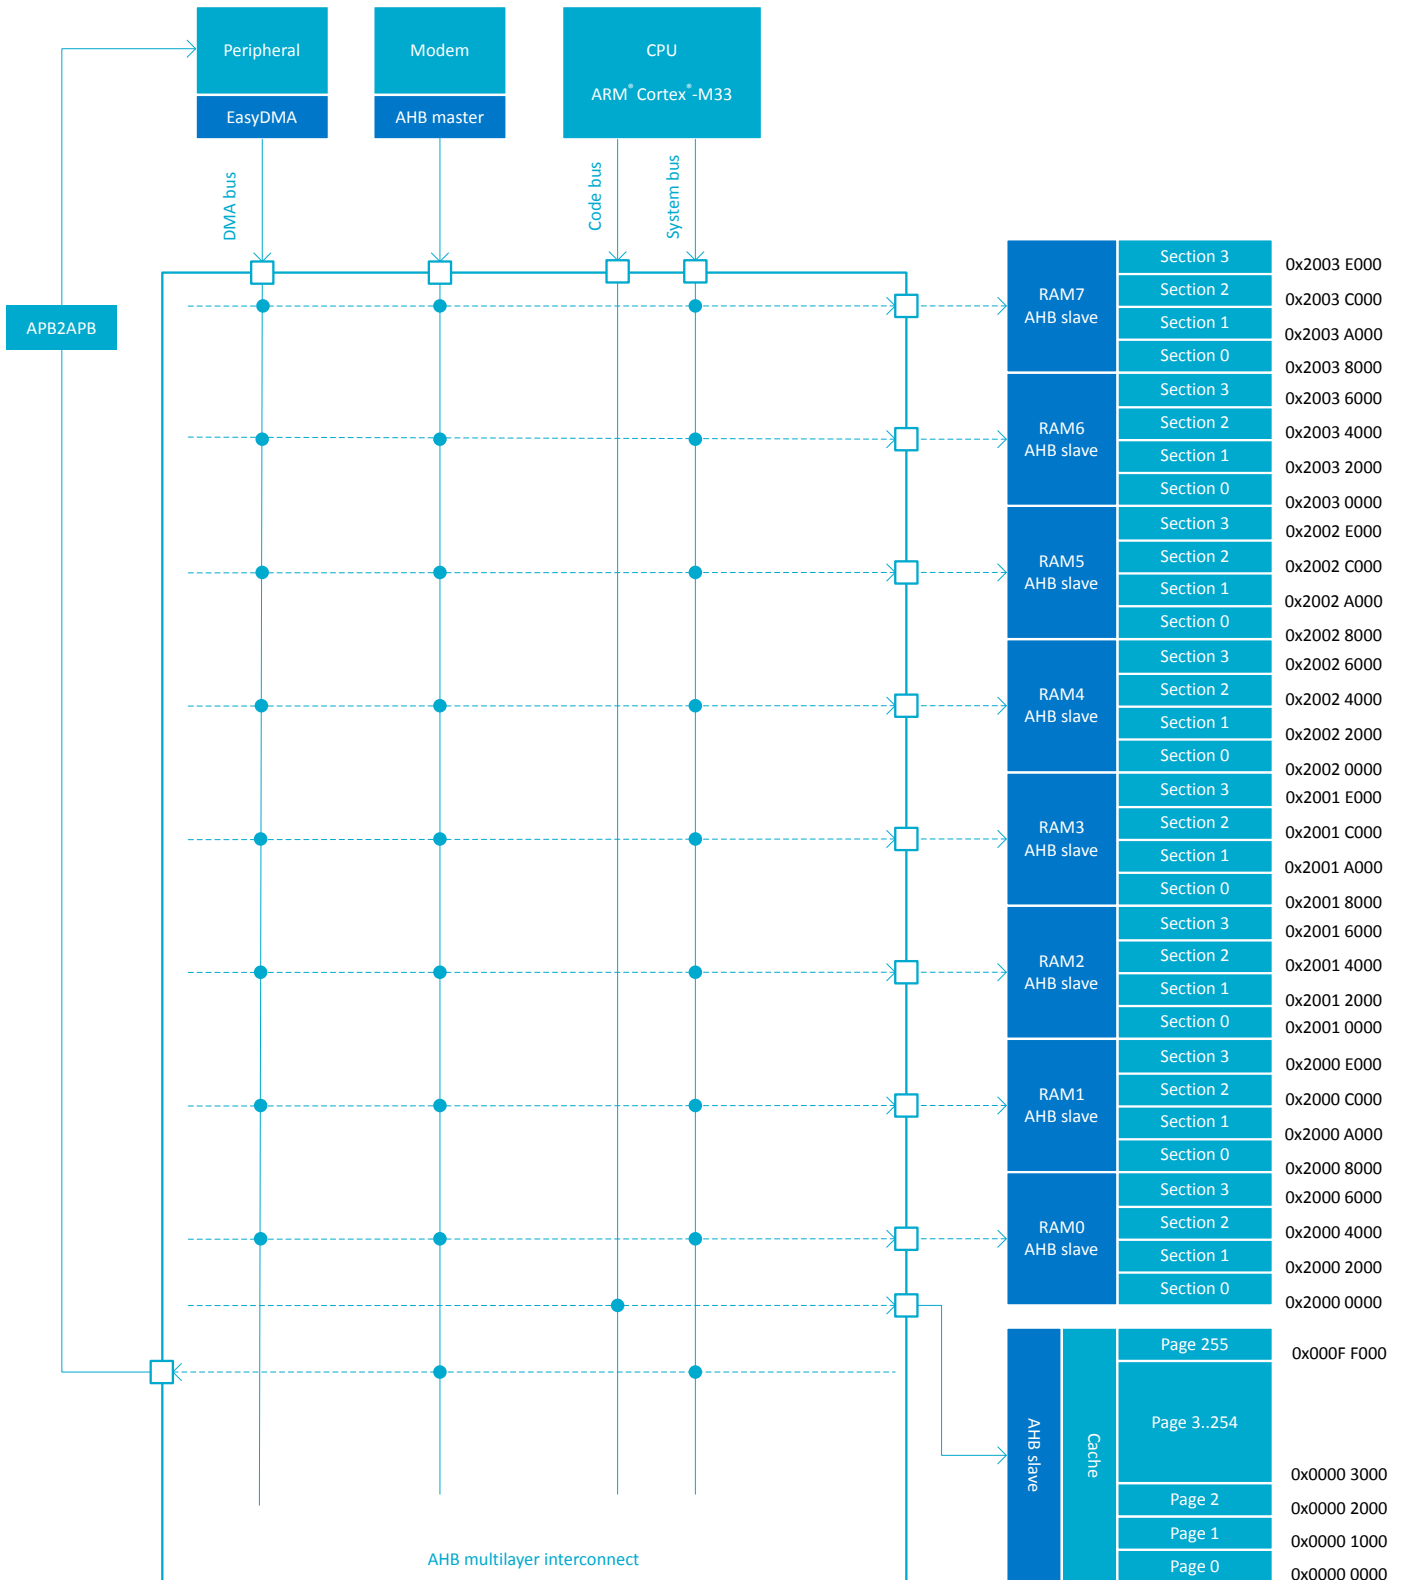 Peripheral
EasyDMA
Modem
AHB master
CPU
ARM® Cortex®-M33
DMA bus
Code bus
System bus
APB2APB
RAM7
AHB slave
Section 3
0x2003 E000
Section 2
0x2003 C000
Section 1
0x2003 A000
Section 0
0x2003 8000
RAM6
AHB slave
Section 3
0x2003 6000
Section 2
0x2003 4000
Section 1
0x2003 2000
Section 0
0x2003 0000
RAM5
AHB slave
Section 3
0x2002 E000
Section 2
0x2002 C000
Section 1
0x2002 A000
Section 0
0x2002 8000
RAM4
AHB slave
Section 3
0x2002 6000
Section 2
0x2002 4000
Section 1
0x2002 2000
Section 0
0x2002 0000
RAM3
AHB slave
Section 3
0x2001 E000
Section 2
0x2001 C000
Section 1
0x2001 A000
Section 0
0x2001 8000
RAM2
AHB slave
Section 3
0x2001 6000
Section 2
0x2001 4000
Section 1
0x2001 2000
Section 0
0x2001 0000
RAM1
AHB slave
Section 3
0x2000 E000
Section 2
0x2000 C000
Section 1
0x2000 A000
Section 0
0x2000 8000
RAM0
AHB slave
Section 3
0x2000 6000
Section 2
0x2000 4000
Section 1
0x2000 2000
Section 0
0x2000 0000
AHB slave
Cache
Page 255
0x000F F000
Page 3..254
0x0000 3000
Page 2
0x0000 2000
Page 1
0x0000 1000
Page 0
0x0000 0000
AHB multilayer interconnect